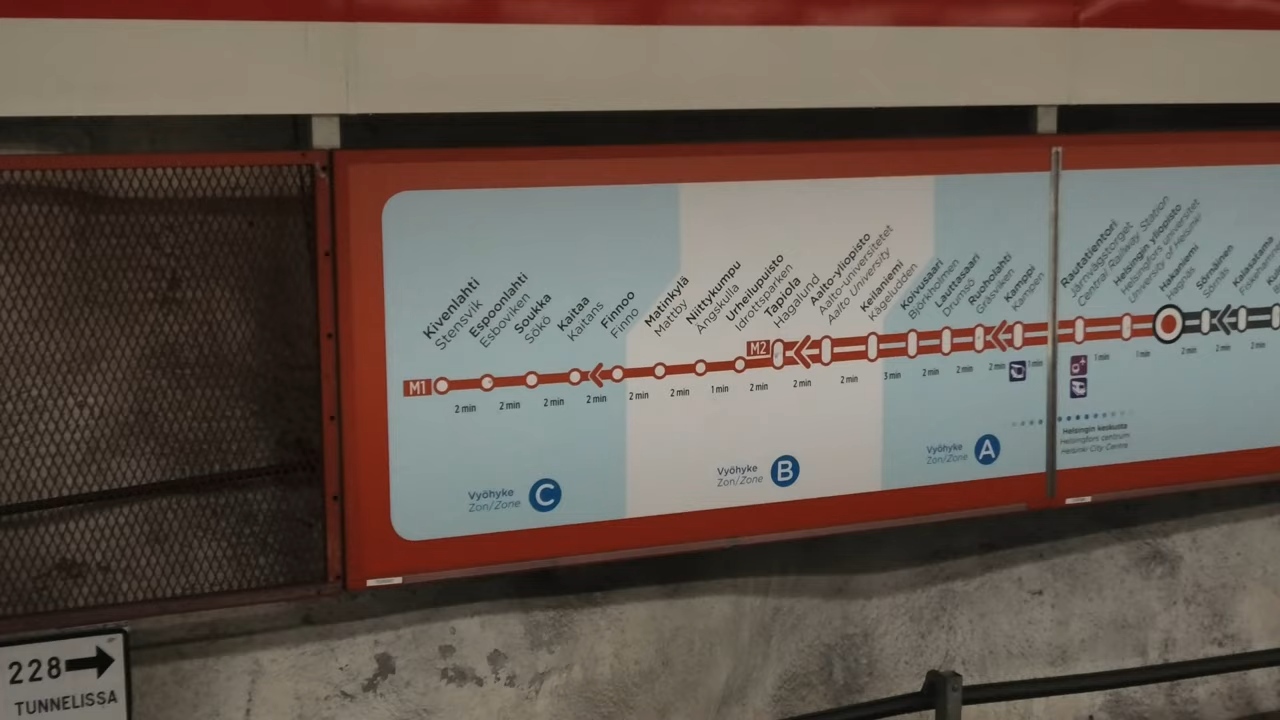 Kivenlahti
Stensvik
Espoonlahti
Esboviken
Soukka
Sökö
Kaitaa
Kaitans
Finnoo
Finno
Matinkylä
Mattby
Niittykumpu
Ängskulla
Urheilupuisto
Idrottsparken
Tapiola
Hagalund
Aalto-yliopisto
Aalto-universitetet
Aalto University
Keilaniemi
Kägeludden
Koivusaari
Björkholmen
Lauttasaari
Drumsö
Ruoholahti
Gräsviken
Kamppi
Kampen
Rautatientori
Järnvägstorget
Central Railway Station
Helsingin yliopisto
Helsingfors universitet
University of Helsinki
Hakaniemi
Hagnäs
Sörnäinen
Sörnäs
Kalasatama
M1
M2
2 min
2 min
2 min
2 min
2 min
2 min
1 min
2 min
2 min
2 min
3 min
2 min
2 min
2 min
1 min
1 min
1 min
2 min
2 min
2 min
Vyöhyke
Zon/Zone
C
Vyöhyke
Zon/Zone
B
Vyöhyke
Zon/Zone
A
Helsingin keskusta
Helsingfors centrum
Helsinki City Centre
228
TUNNELISSA